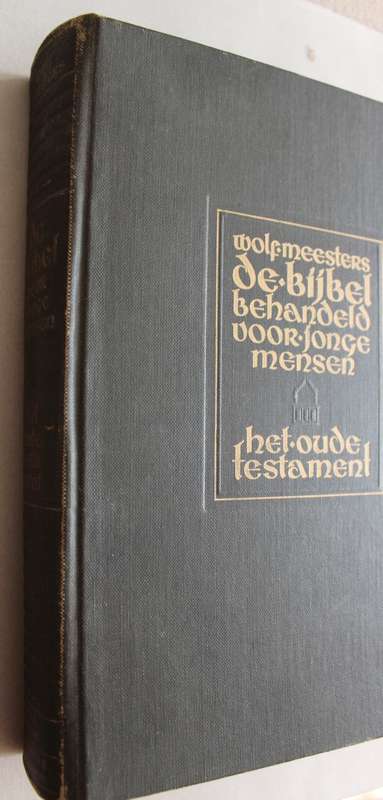 wolf·meesters
de·bijbel
behandeld
voor·jonge
mensen
het·oude
testament